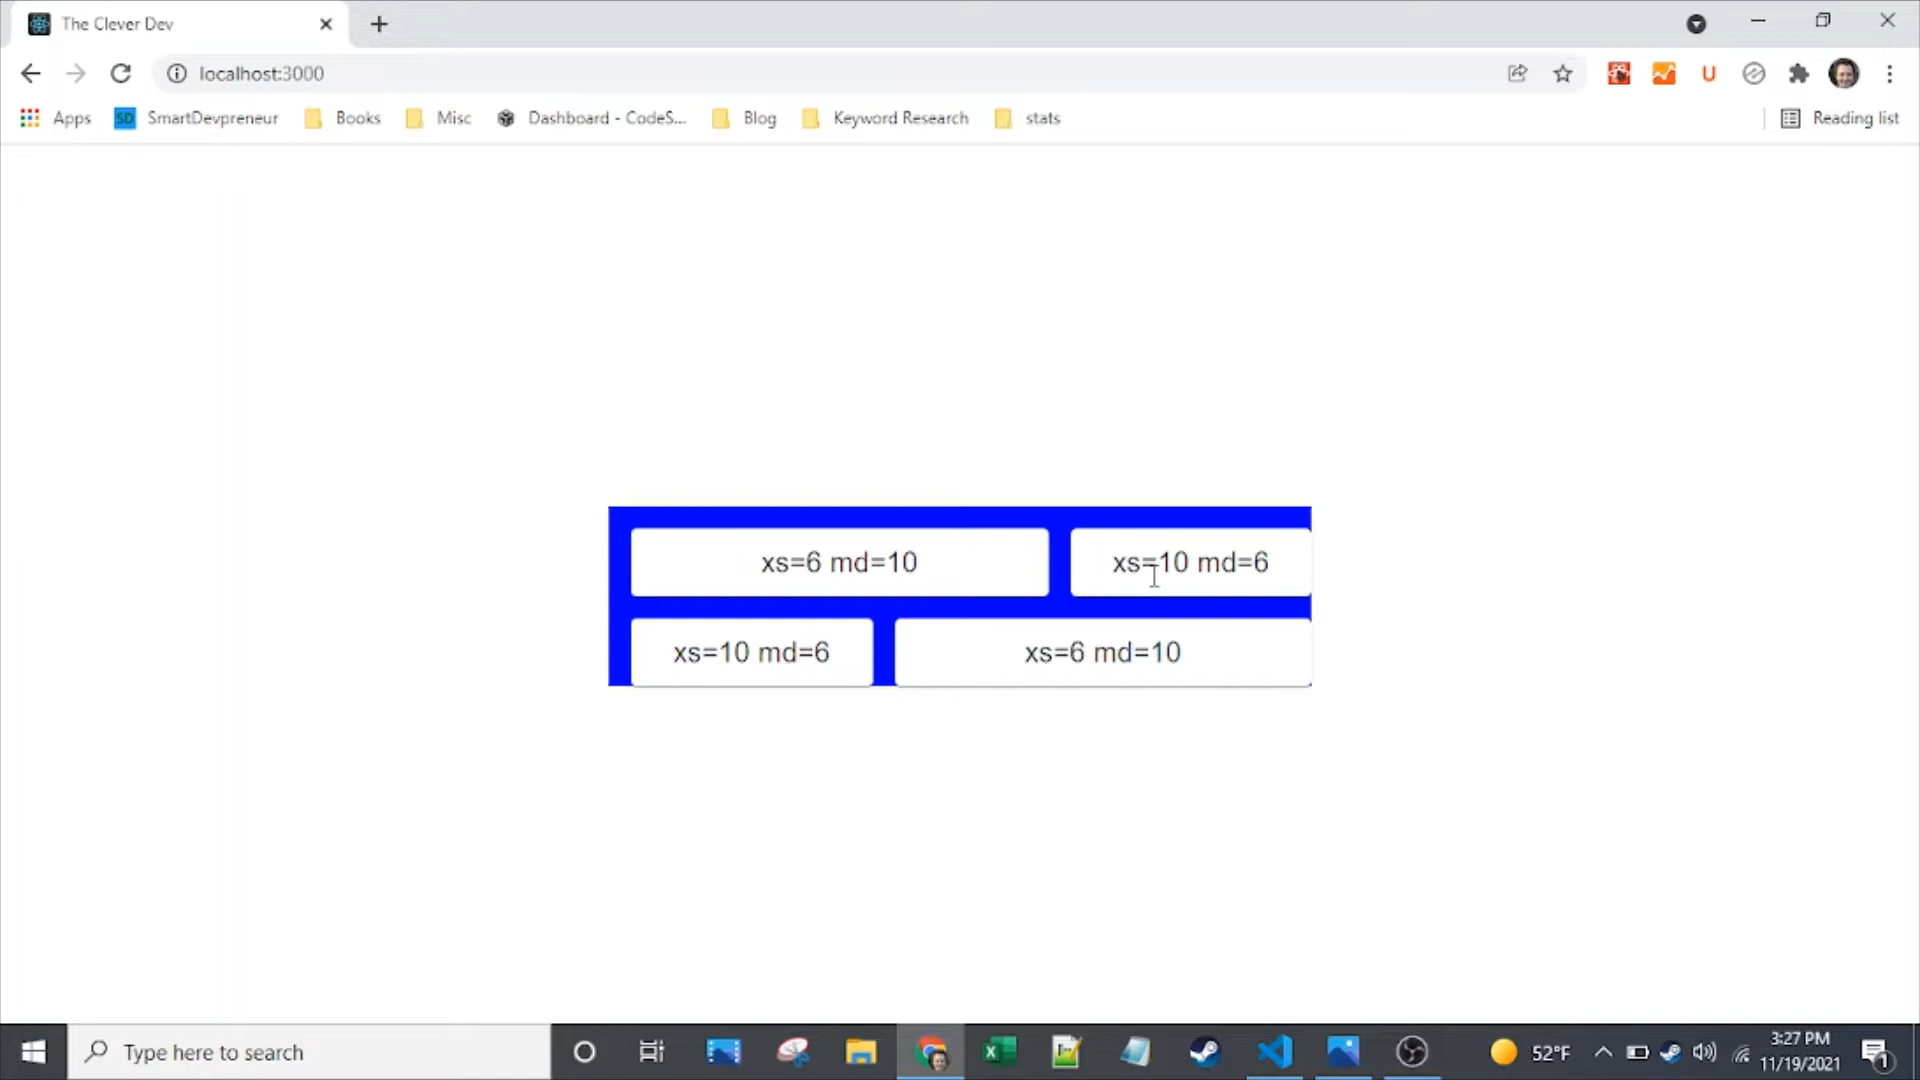 The Clever Dev
localhost:3000
Apps SD SmartDevpreneur Books Misc Dashboard - CodeS... Blog Keyword Research stats Reading list
xs=6 md=10 xs=10 md=6
xs=10 md=6 xs=6 md=10
Type here to search
52°F
3:27 PM
11/19/2021
1